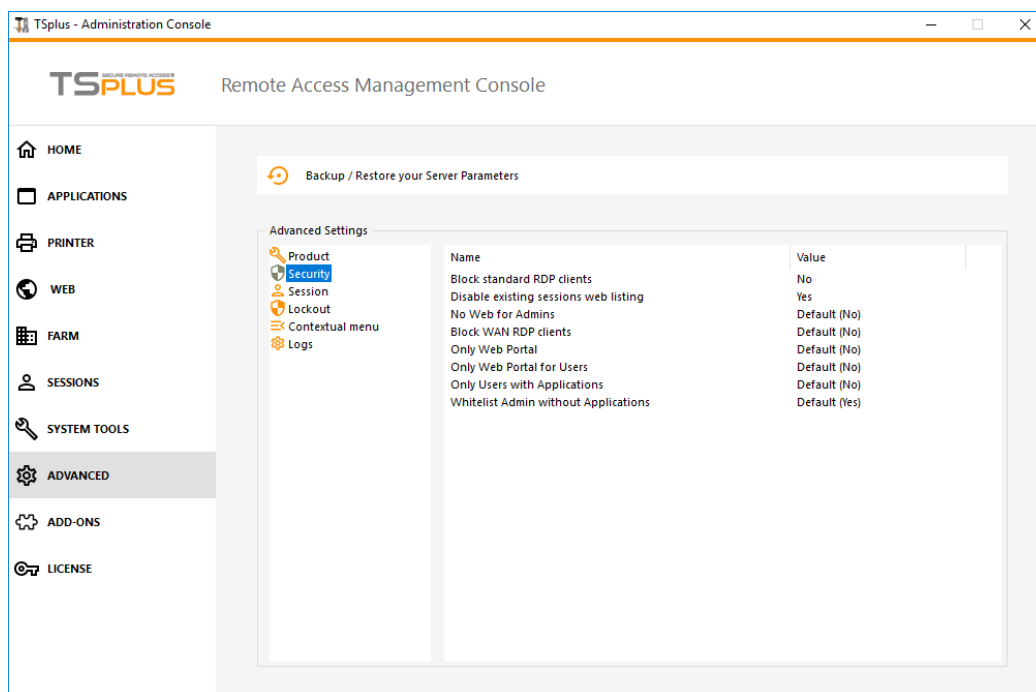 TSplus - Administration Console
TSPLUS SECURE REMOTE ACCESS®
Remote Access Management Console
HOME
APPLICATIONS
PRINTER
WEB
FARM
SESSIONS
SYSTEM TOOLS
ADVANCED
ADD-ONS
LICENSE
Backup / Restore your Server Parameters
Advanced Settings
Product
Security
Session
Lockout
Contextual menu
Logs
Name Value
Block standard RDP clients No
Disable existing sessions web listing Yes
No Web for Admins Default (No)
Block WAN RDP clients Default (No)
Only Web Portal Default (No)
Only Web Portal for Users Default (No)
Only Users with Applications Default (No)
Whitelist Admin without Applications Default (Yes)